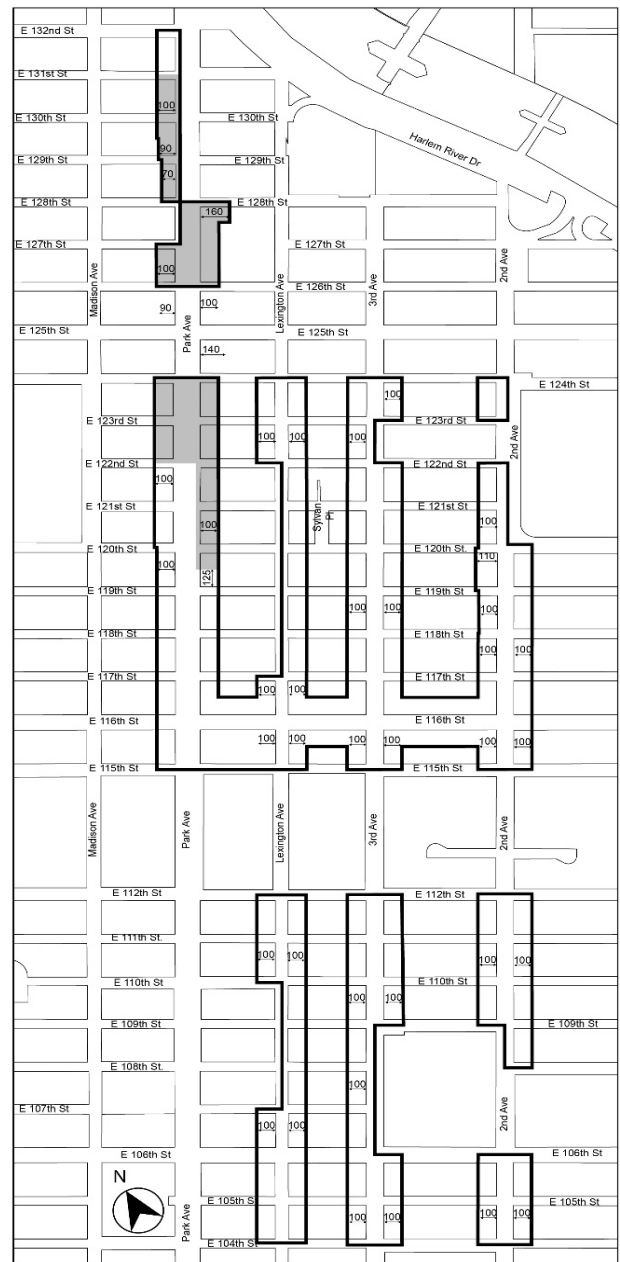 E 132nd St
E 131st St
100
E 130th St
E 130th St
Harlem River Dr
90
E 129th St
E 129th St
70
E 128th St
E 128th St
160
E 127th St
E 127th St
2nd Ave
100
Madison Ave
Lexington Ave
3rd Ave
E 126th St
90
100
Park Ave
E 125th St
E 125th St
140
E 124th St
100
E 123rd St
E 123rd St
100
100
100
2nd Ave
E 122nd St
E 122nd St
100
Sylvan Pl
E 121st St
E 121st St
100
100
E 120th St
E 120th St.
100
110
125
E 119th St
E 119th St
100
100
100
E 118th St
E 118th St
100
100
E 117th St
E 117th St
100
100
E 116th St
E 116th St
100
100
100
100
100
100
E 115th St
E 115th St
Madison Ave
Park Ave
Lexington Ave
3rd Ave
2nd Ave
E 112th St
E 112th St
E 111th St.
100
100
100
100
E 110th St
E 110th St
100
100
E 109th St
E 109th St
E 108th St.
100
E 107th St
2nd Ave
100
100
E 106th St
E 106th St
N
E 105th St
E 105th St
Park Ave
100
100
100
100
E 104th St